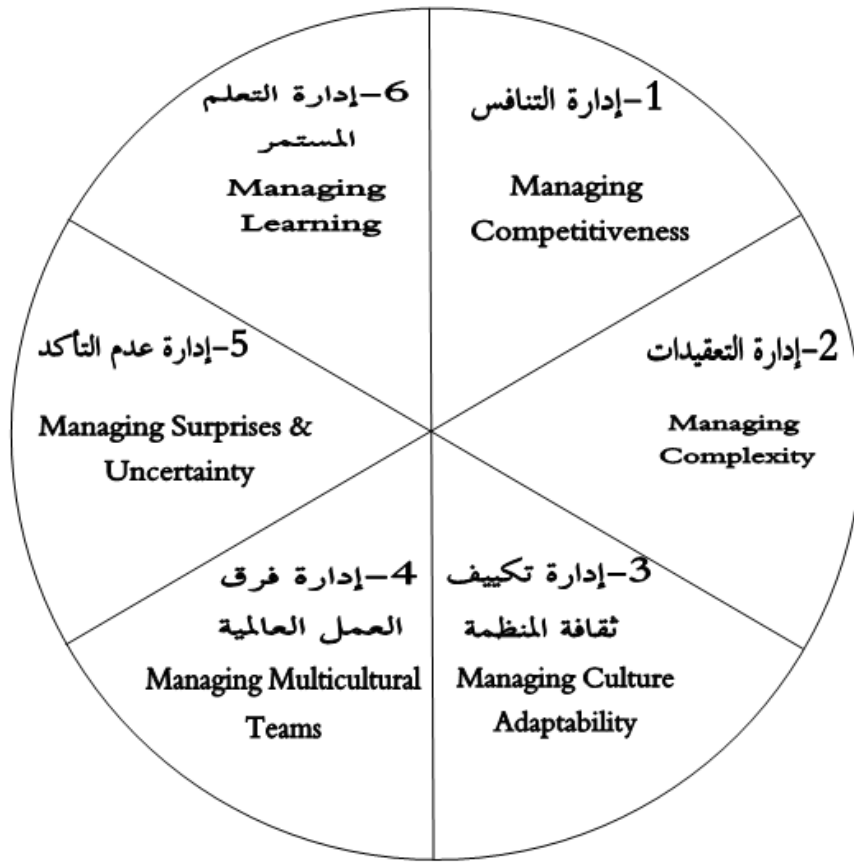 1-إدارة التنافس
Managing
Competitiveness
2-إدارة التعقيدات
Managing
Complexity
3-إدارة تكييف
ثقافة المنظمة
Managing Culture
Adaptability
4-إدارة فرق
العمل العالمية
Managing Multicultural
Teams
5-إدارة عدم التأكد
Managing Surprises &
Uncertainty
6-إدارة التعلم
المستمر
Managing
Learning